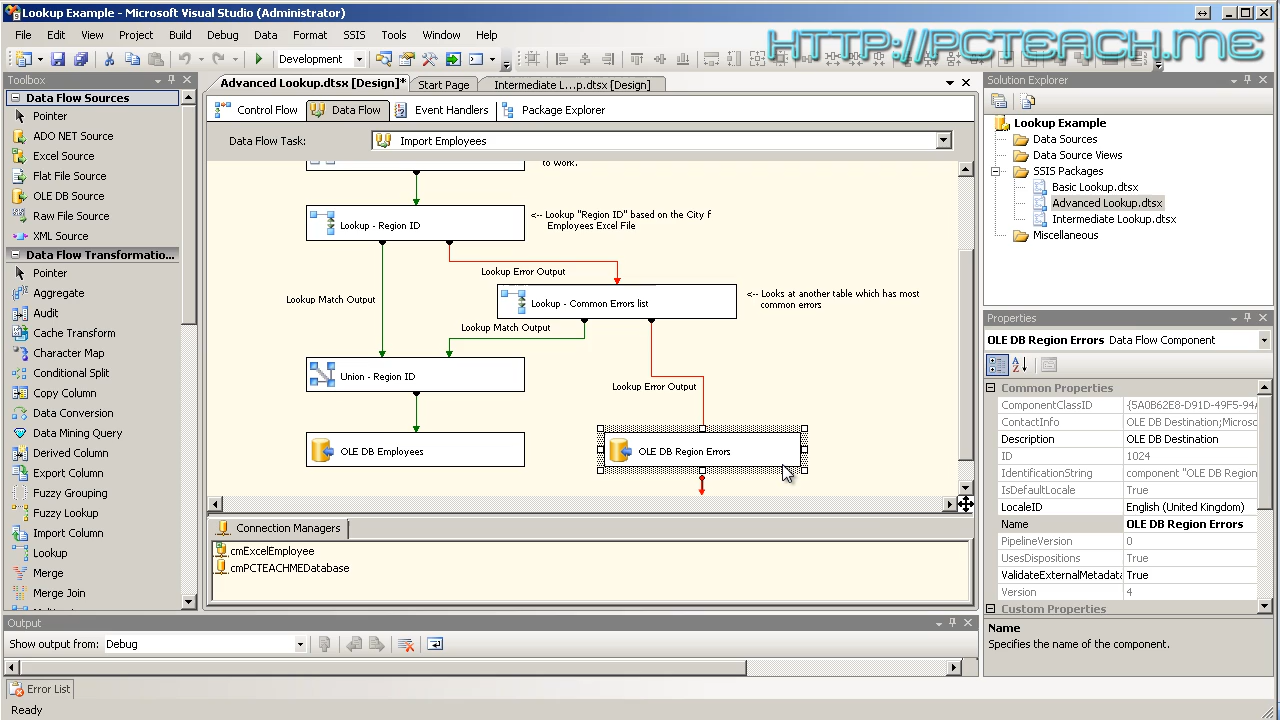 Lookup Example - Microsoft Visual Studio (Administrator)
File Edit View Project Build Debug Data Format SSIS Tools Window Help
HTTP://PCTEACH.ME
Development
Toolbox
Data Flow Sources
Pointer
ADO NET Source
Excel Source
Flat File Source
OLE DB Source
Raw File Source
XML Source
Data Flow Transformatio...
Pointer
Aggregate
Audit
Cache Transform
Character Map
Conditional Split
Copy Column
Data Conversion
Data Mining Query
Derived Column
Export Column
Fuzzy Grouping
Fuzzy Lookup
Import Column
Lookup
Merge
Merge Join
Advanced Lookup.dtsx [Design]*
Start Page
Intermediate L...p.dtsx [Design]
Control Flow
Data Flow
Event Handlers
Package Explorer
Data Flow Task:
Import Employees
to work.
Lookup - Region ID
<-- Lookup "Region ID" based on the City f
Employees Excel File
Lookup Error Output
Lookup Match Output
Lookup - Common Errors list
<-- Looks at another table which has most
common errors
Lookup Match Output
Union - Region ID
Lookup Error Output
OLE DB Employees
OLE DB Region Errors
Connection Managers
cmExcelEmployee
cmPCTEACHMEDatabase
Solution Explorer
Lookup Example
Data Sources
Data Source Views
SSIS Packages
Basic Lookup.dtsx
Advanced Lookup.dtsx
Intermediate Lookup.dtsx
Miscellaneous
Properties
OLE DB Region Errors Data Flow Component
Common Properties
ComponentClassID {5A0B62E8-D91D-49F5-94A
ContactInfo OLE DB Destination;Microso
Description OLE DB Destination
ID 1024
IdentificationString component "OLE DB Region
IsDefaultLocale True
LocaleID English (United Kingdom)
Name OLE DB Region Errors
PipelineVersion 0
UsesDispositions True
ValidateExternalMetadata True
Version 4
Custom Properties
Name
Specifies the name of the component.
Output
Show output from: Debug
Error List
Ready